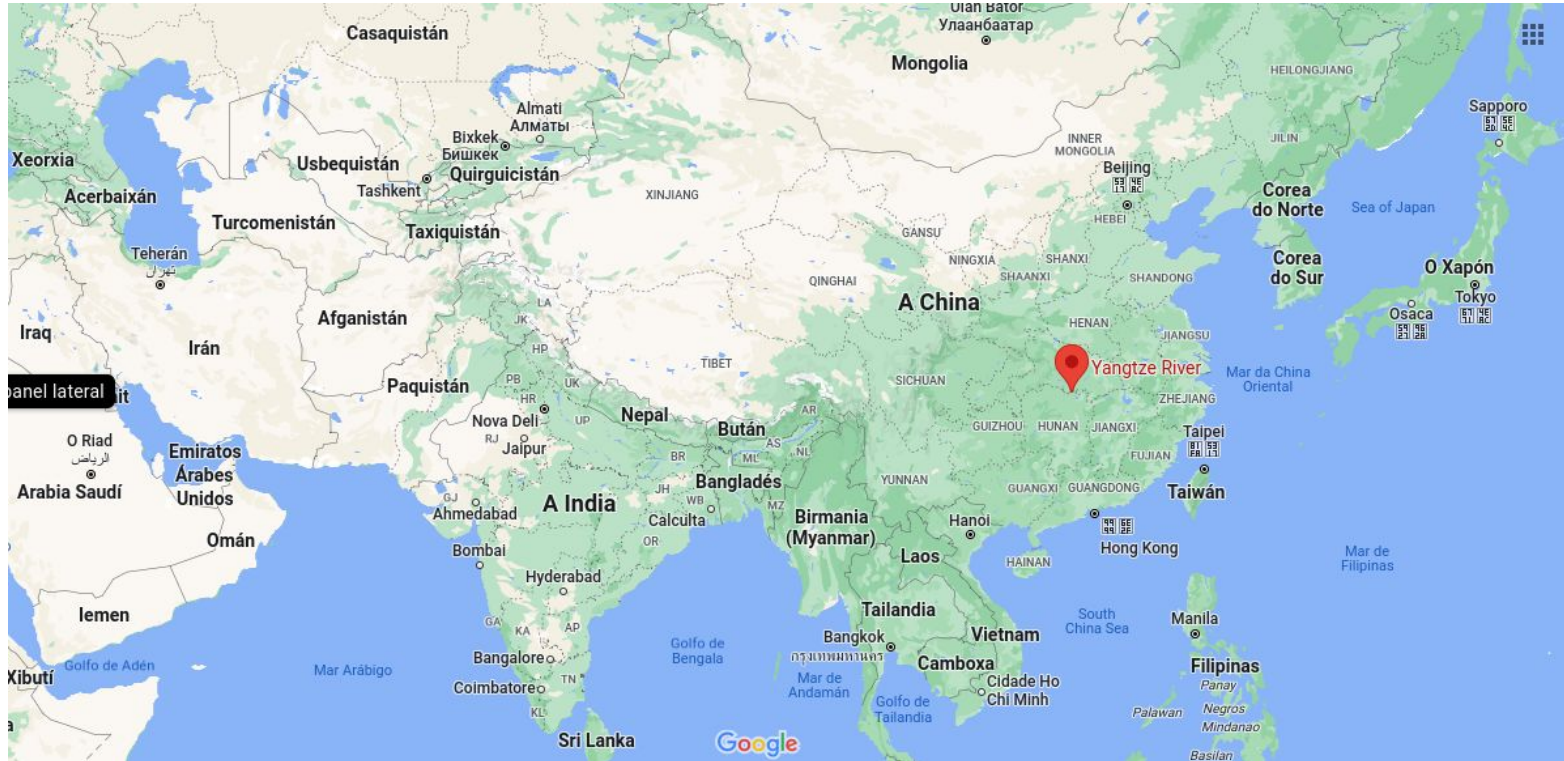 Ulan Bator
Улаанбаатар
Casaquistán
Mongolia
HEILONGJIANG
Almati
Алматы
Sapporo
Bixkek
Бишкек
INNER
MONGOLIA
JILIN
Xeorxia
Usbequistán
Quirguicistán
Beijing
Tashkent
Acerbaixán
XINJIANG
Corea
do Norte
Sea of Japan
HEBEI
Turcomenistán
Taxiquistán
GANSU
Teherán
تهران
NINGXIA
SHANXI
SHAANXI
SHANDONG
Corea
do Sur
O Xapón
QINGHAI
A China
Tokyo
LA
Osaca
Afganistán
JK
HENAN
Iraq
JIANGSU
Irán
HP
TIBET
Yangtze River
Mar da China
Oriental
SICHUAN
PB
UK
Paquistán
panel lateral
it
HR
ZHEJIANG
Nova Deli
UP
Nepal
AR
Bután
GUIZHOU
HUNAN
JIANGXI
Taipei
O Riad
الرياض
RJ
Jaipur
AS
NL
Emiratos
Árabes
Unidos
BR
ML
FUJIAN
Arabia Saudí
Bangladés
YUNNAN
GUANGXI
GUANGDONG
Taiwán
GJ
Ahmedabad
A India
JH
WB
MZ
Calculta
Birmania
(Myanmar)
Hanoi
Omán
OR
Hong Kong
Bombai
Laos
HAINAN
Mar de
Filipinas
Hyderabad
Iemen
Tailandia
South
China Sea
Manila
GA
KA
AP
Golfo de
Bengala
Bangkok
กรุงเทพมหานคร
Vietnam
Golfo de Adén
Mar Arábigo
Bangalore
Camboxa
Filipinas
Xibutí
TN
Coimbatore
Mar de
Andamán
Cidade Ho
Chi Minh
Panay
KL
Golfo de
Tailandia
Palawan
Negros
Mindanao
Sri Lanka
Google
Basilan